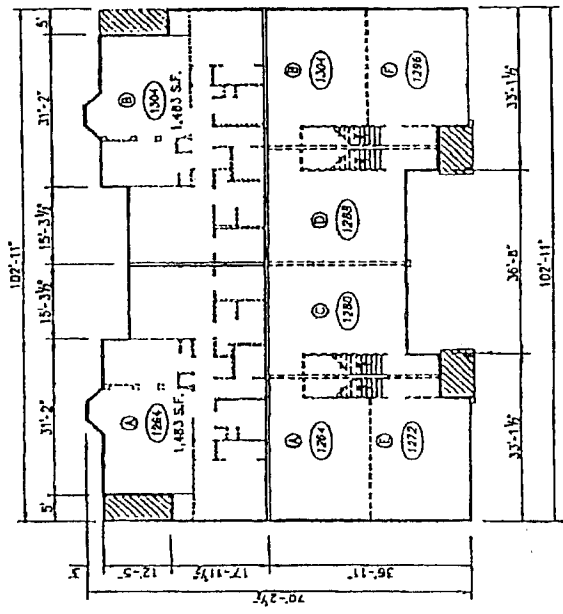 102'-11"
5'
31'-2"
15'-3½"
15'-3½"
31'-2"
5'
A
1264
1,483 S.F.
B
1304
1,483 S.F.
3'
12'-5"
17'-11½"
36'-11"
70'-2½"
A
1264
C
1280
D
1288
B
1304
E
1272
F
1296
33'-1½"
36'-8"
33'-1½"
102'-11"